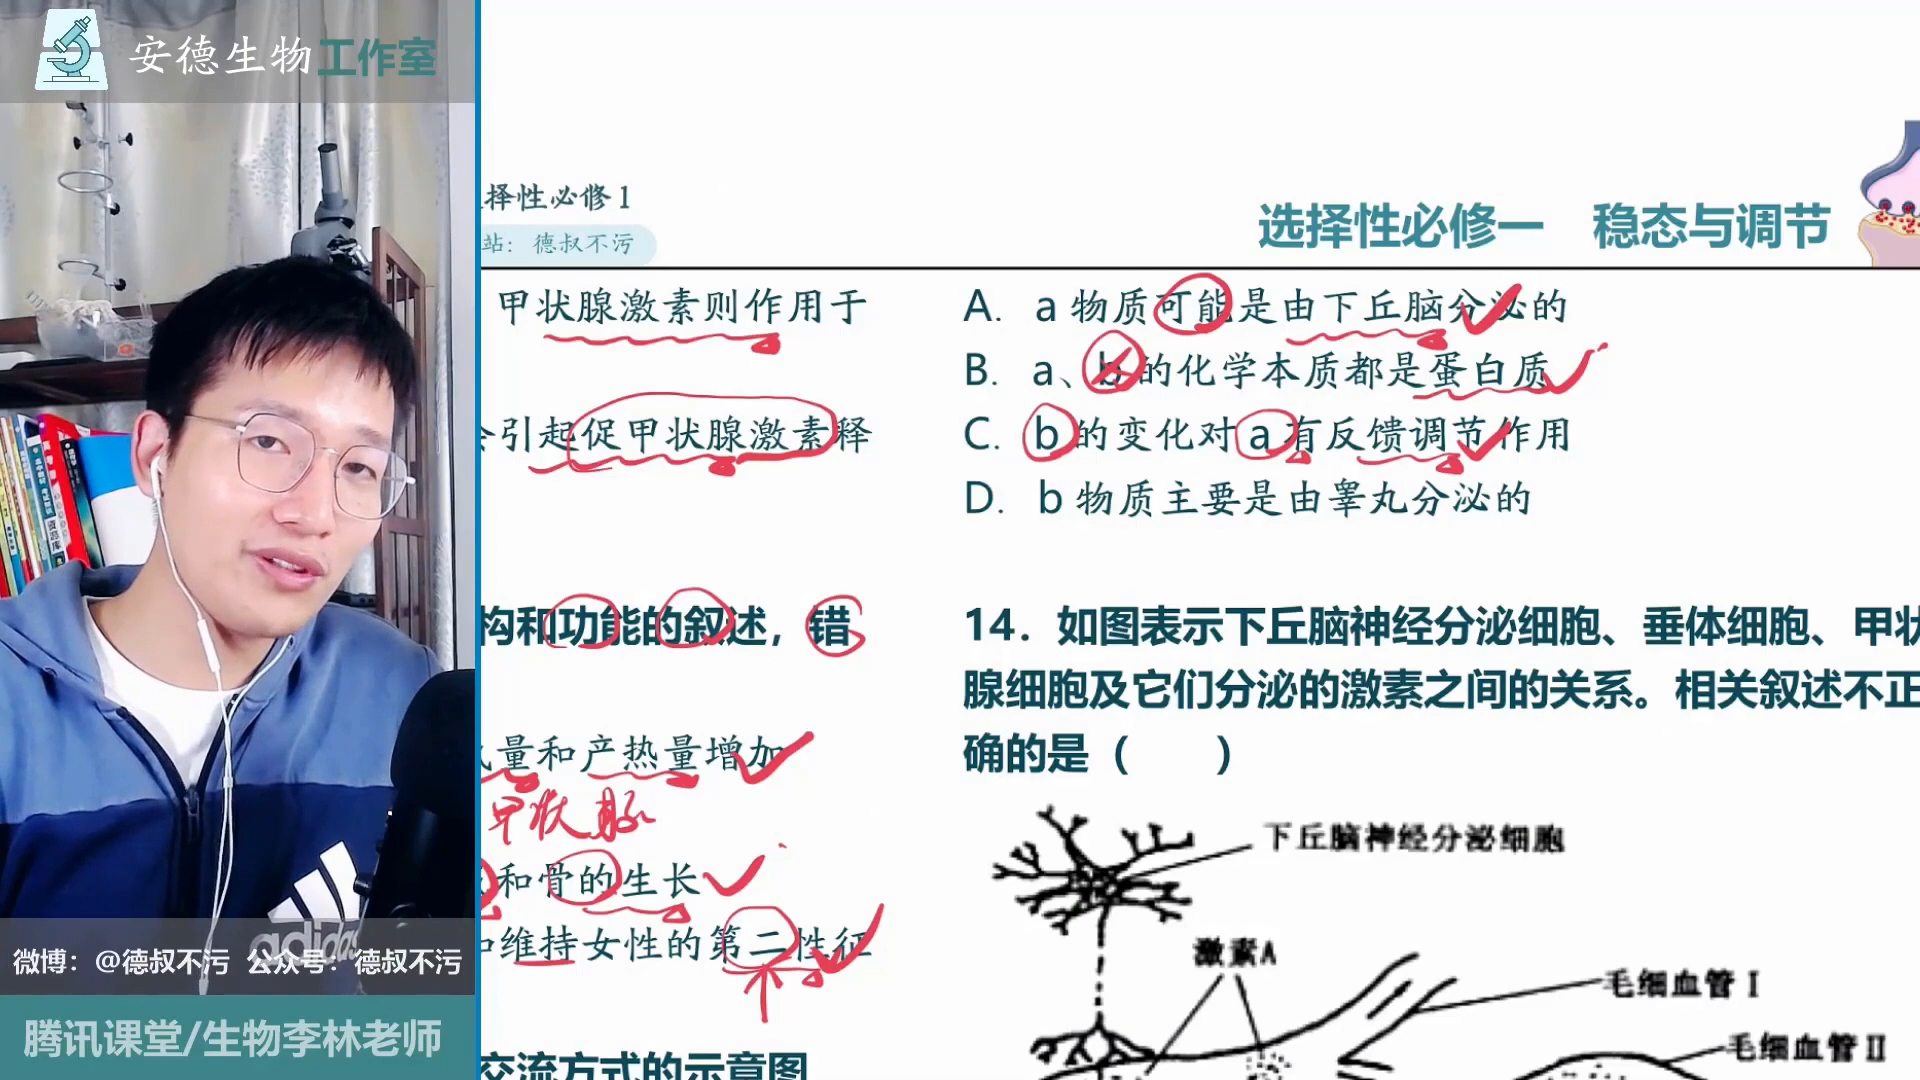 安德生物工作室
择性必修1
站：德叔不污
选择性必修一 稳态与调节
甲状腺激素则作用于
会引起促甲状腺激素释
构和功能的叙述，错
量和产热量增加
甲状腺
和骨的生长
和维持女性的第二性征
交流方式的示意图
A. a 物质可能是由下丘脑分泌的
B. a、b 的化学本质都是蛋白质
C. b 的变化对 a 有反馈调节作用
D. b 物质主要是由睾丸分泌的
14. 如图表示下丘脑神经分泌细胞、垂体细胞、甲状
腺细胞及它们分泌的激素之间的关系。相关叙述不正
确的是（ ）
下丘脑神经分泌细胞
激素A
毛细血管Ⅰ
毛细血管Ⅱ
adidas
微博：@德叔不污 公众号：德叔不污
腾讯课堂/生物李林老师